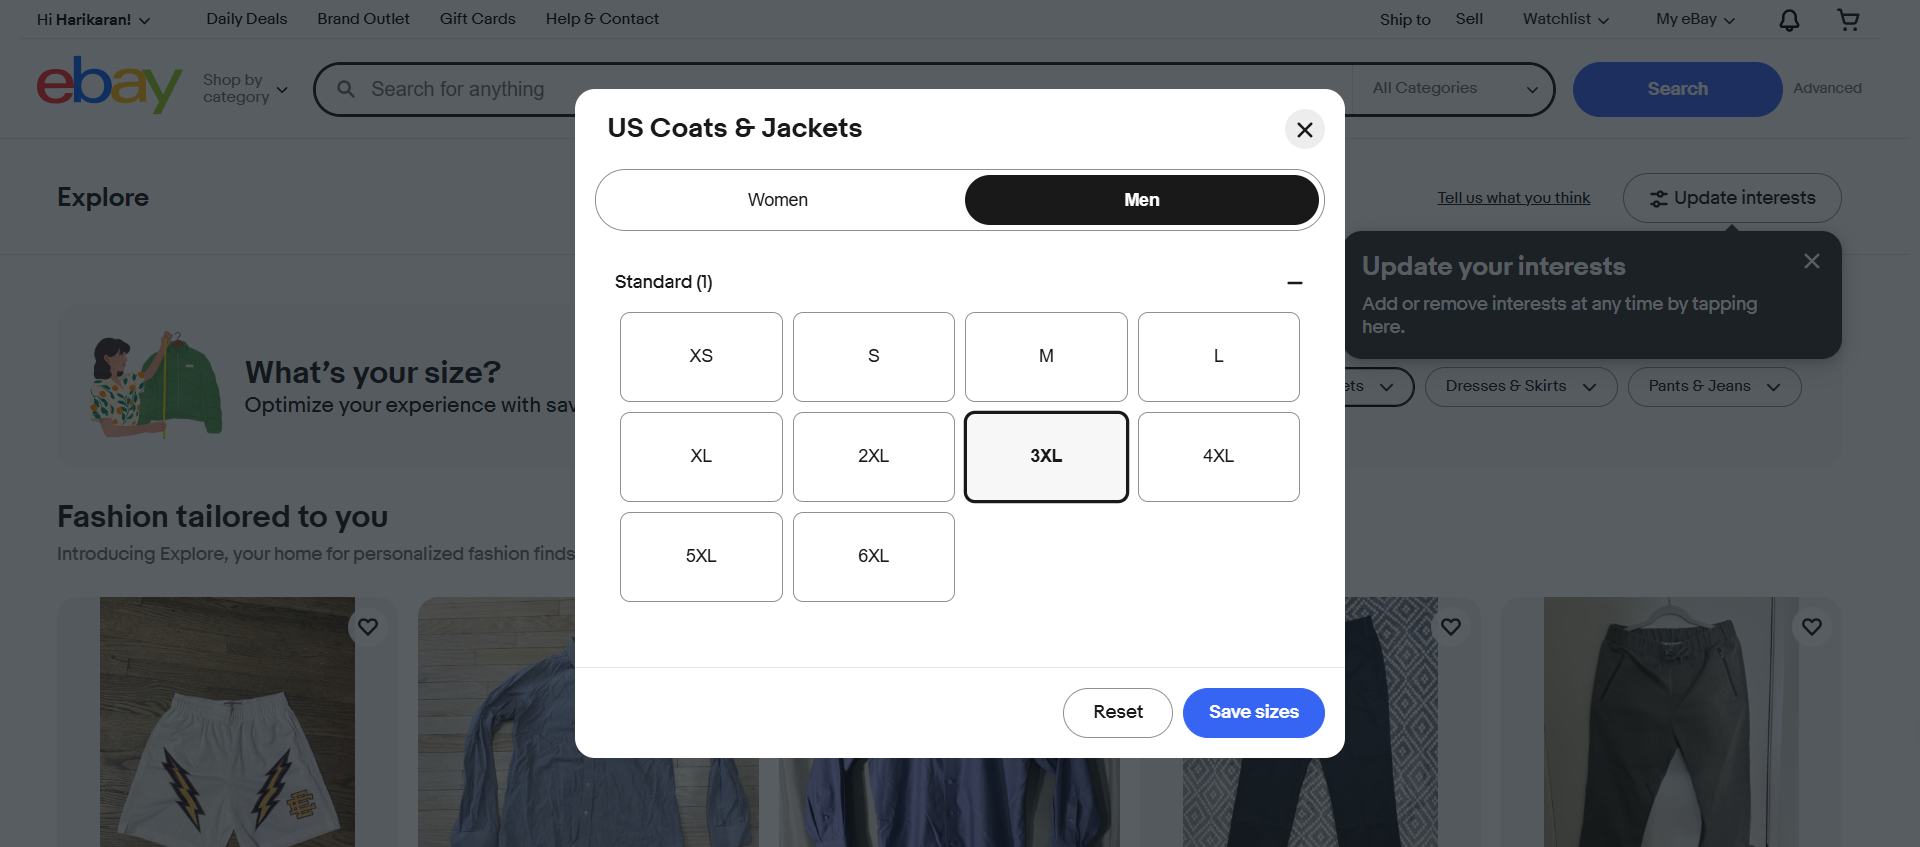 Hi Harikaran!
Daily Deals
Brand Outlet
Gift Cards
Help & Contact
Ship to
Sell
Watchlist
My eBay
ebay
Shop by
category
Search for anything
All Categories
Search
Advanced
Explore
Tell us what you think
Update interests
Update your interests
Add or remove interests at any time by tapping
here.
What's your size?
Optimize your experience with sav
ets
Dresses & Skirts
Pants & Jeans
Fashion tailored to you
Introducing Explore, your home for personalized fashion finds
US Coats & Jackets
Women
Men
Standard (1)
XS
S
M
L
XL
2XL
3XL
4XL
5XL
6XL
Reset
Save sizes